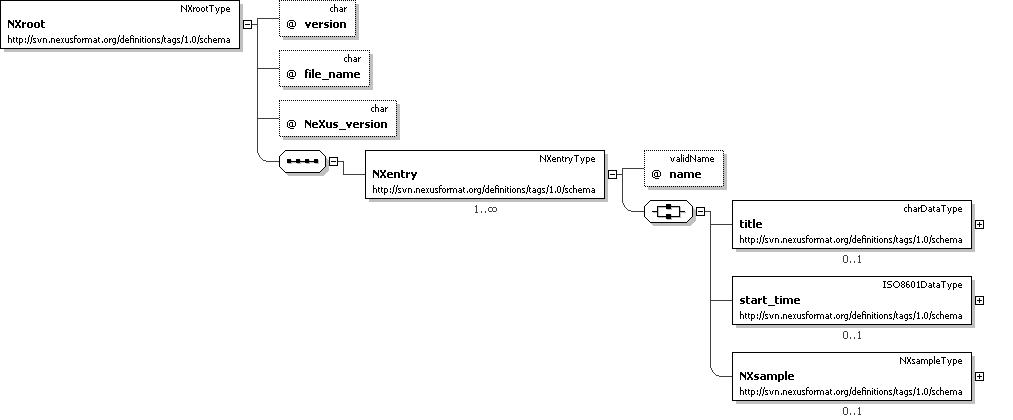 NXrootType
NXroot
http://svn.nexusformat.org/definitions/tags/1.0/schema
char
@ version
char
@ file_name
char
@ NeXus_version
NXentryType
NXentry
http://svn.nexusformat.org/definitions/tags/1.0/schema
1..∞
validName
@ name
charDataType
title
http://svn.nexusformat.org/definitions/tags/1.0/schema
0..1
ISO8601DataType
start_time
http://svn.nexusformat.org/definitions/tags/1.0/schema
0..1
NXsampleType
NXsample
http://svn.nexusformat.org/definitions/tags/1.0/schema
0..1